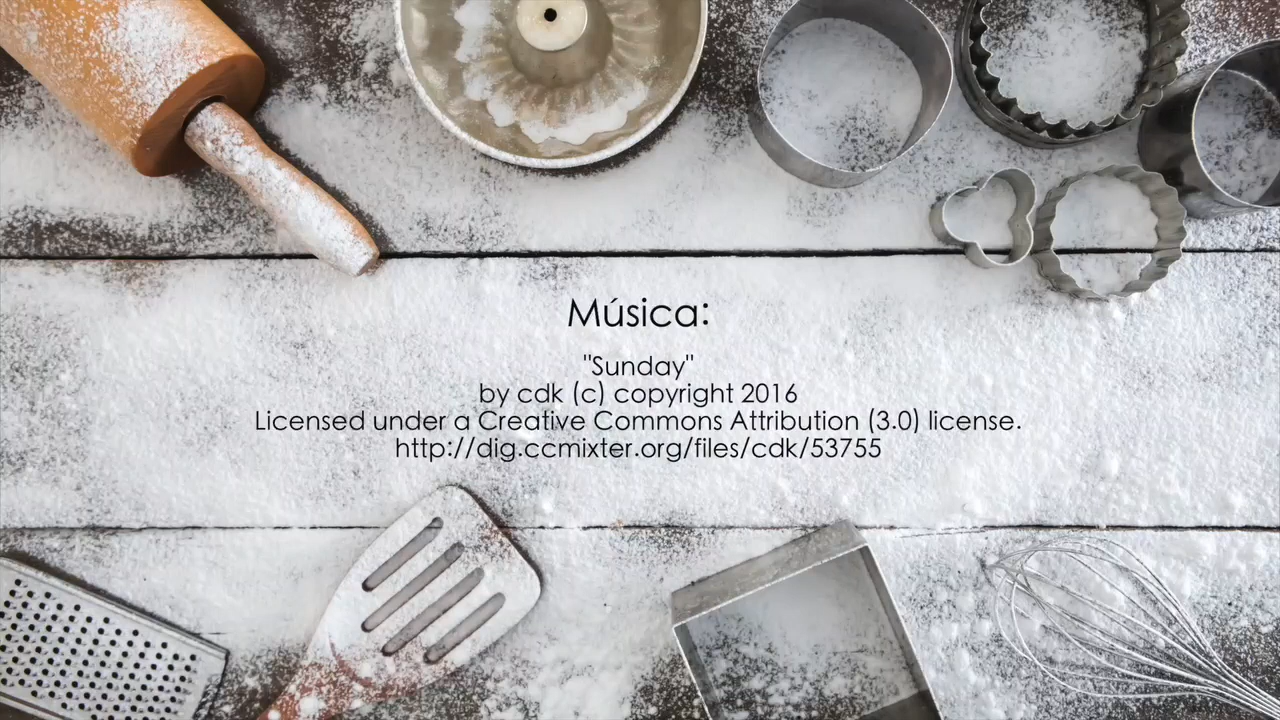 Música:
"Sunday"
by cdk (c) copyright 2016
Licensed under a Creative Commons Attribution (3.0) license.
http://dig.ccmixter.org/files/cdk/53755